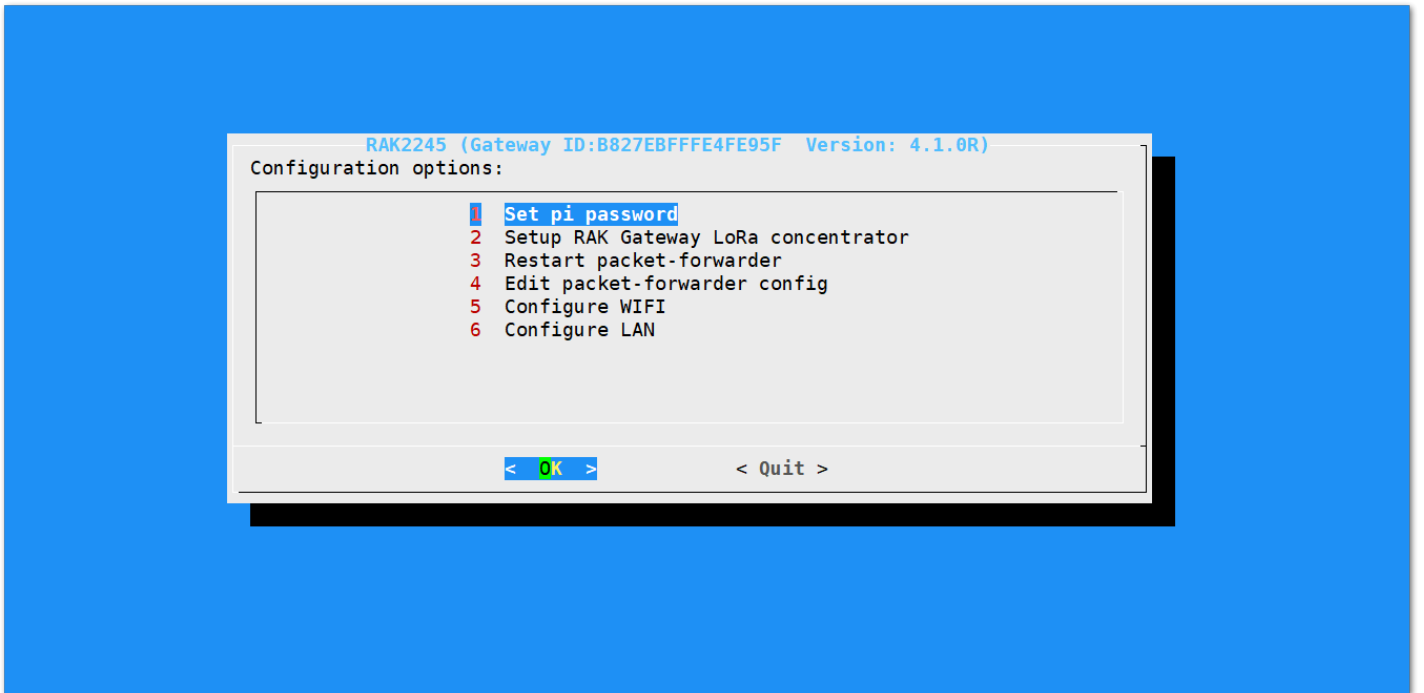 RAK2245 (Gateway ID:B827EBFFFE4FE95F  Version: 4.1.0R)
Configuration options:
1  Set pi password
2  Setup RAK Gateway LoRa concentrator
3  Restart packet-forwarder
4  Edit packet-forwarder config
5  Configure WIFI
6  Configure LAN
<  OK  >  < Quit >